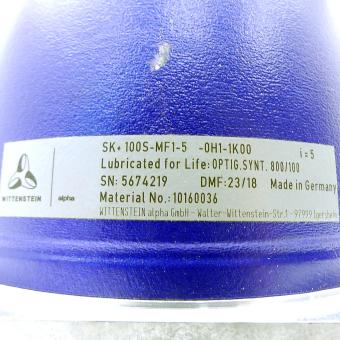 SK+100S-MF1-5 -0H1-1K00 i=5
Lubricated for Life: OPTIG.SYNT. 800/100
SN: 5674219 DMF:23/18 Made in Germany
Material No.:10160036
WITTENSTEIN alpha
WITTENSTEIN alpha GmbH - Walter-Wittenstein-Str.1 - 97999 Igersheim